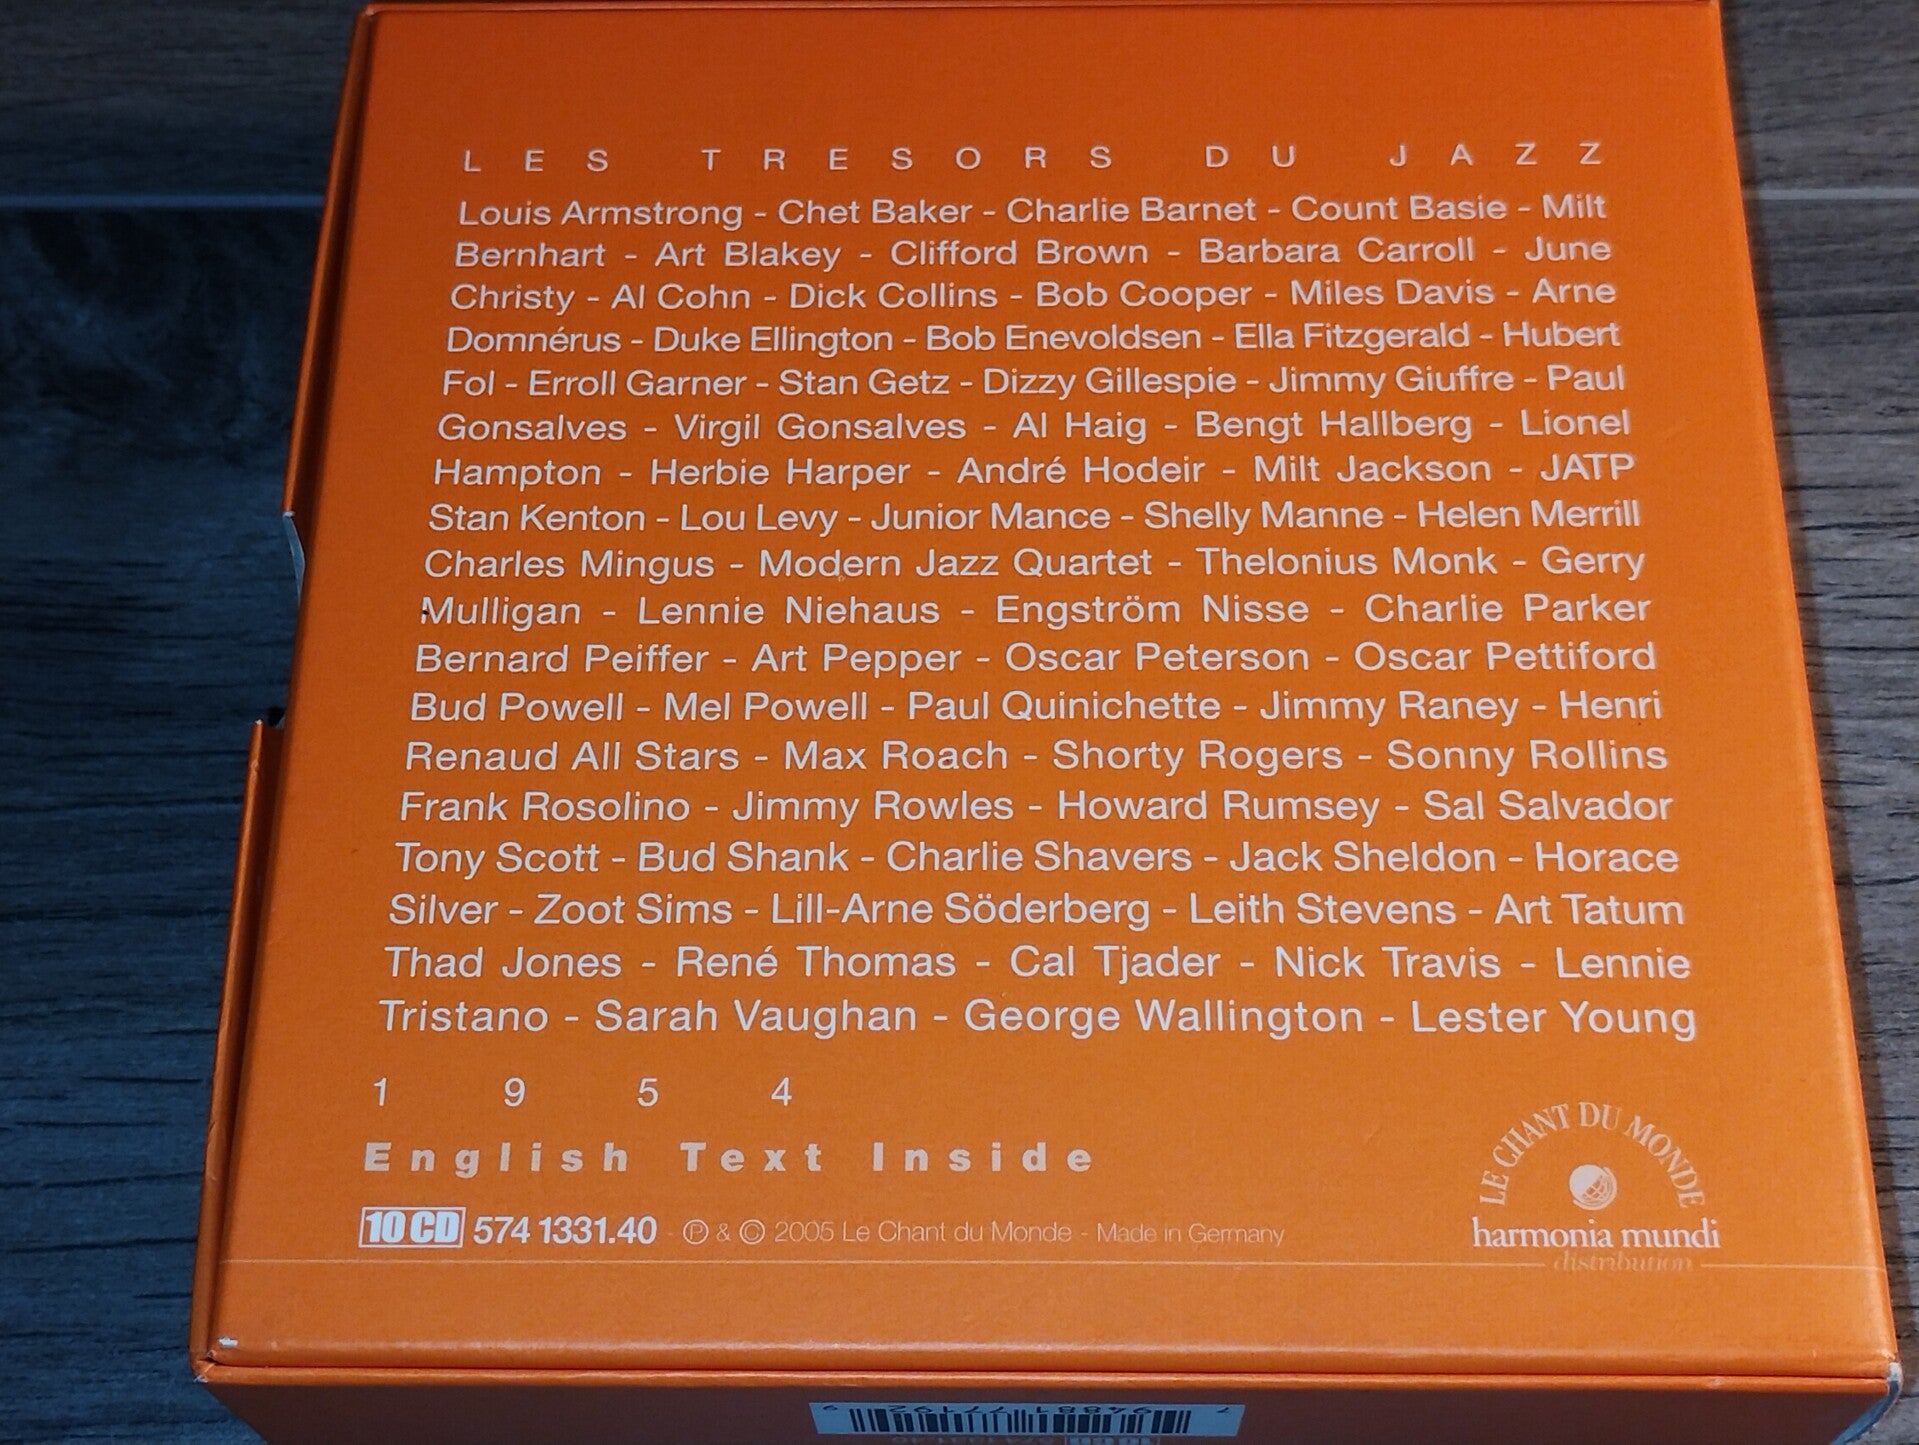 LES TRESORS DU JAZZ
Louis Armstrong - Chet Baker - Charlie Barnet - Count Basie - Milt
Bernhart - Art Blakey - Clifford Brown - Barbara Carroll - June
Christy - Al Cohn - Dick Collins - Bob Cooper - Miles Davis - Arne
Domnérus - Duke Ellington - Bob Enevoldsen - Ella Fitzgerald - Hubert
Fol - Erroll Garner - Stan Getz - Dizzy Gillespie - Jimmy Giuffre - Paul
Gonsalves - Virgil Gonsalves - Al Haig - Bengt Hallberg - Lionel
Hampton - Herbie Harper - André Hodeir - Milt Jackson - JATP
Stan Kenton - Lou Levy - Junior Mance - Shelly Manne - Helen Merrill
Charles Mingus - Modern Jazz Quartet - Thelonius Monk - Gerry
Mulligan - Lennie Niehaus - Engström Nisse - Charlie Parker
Bernard Peiffer - Art Pepper - Oscar Peterson - Oscar Pettiford
Bud Powell - Mel Powell - Paul Quinichette - Jimmy Raney - Henri
Renaud All Stars - Max Roach - Shorty Rogers - Sonny Rollins
Frank Rosolino - Jimmy Rowles - Howard Rumsey - Sal Salvador
Tony Scott - Bud Shank - Charlie Shavers - Jack Sheldon - Horace
Silver - Zoot Sims - Lill-Arne Söderberg - Leith Stevens - Art Tatum
Thad Jones - René Thomas - Cal Tjader - Nick Travis - Lennie
Tristano - Sarah Vaughan - George Wallington - Lester Young
1954
English Text Inside
10 CD 574 1331.40 - ℗ & © 2005 Le Chant du Monde - Made in Germany
LE CHANT DU MONDE
harmonia mundi
distribution
7 94881 77192 9